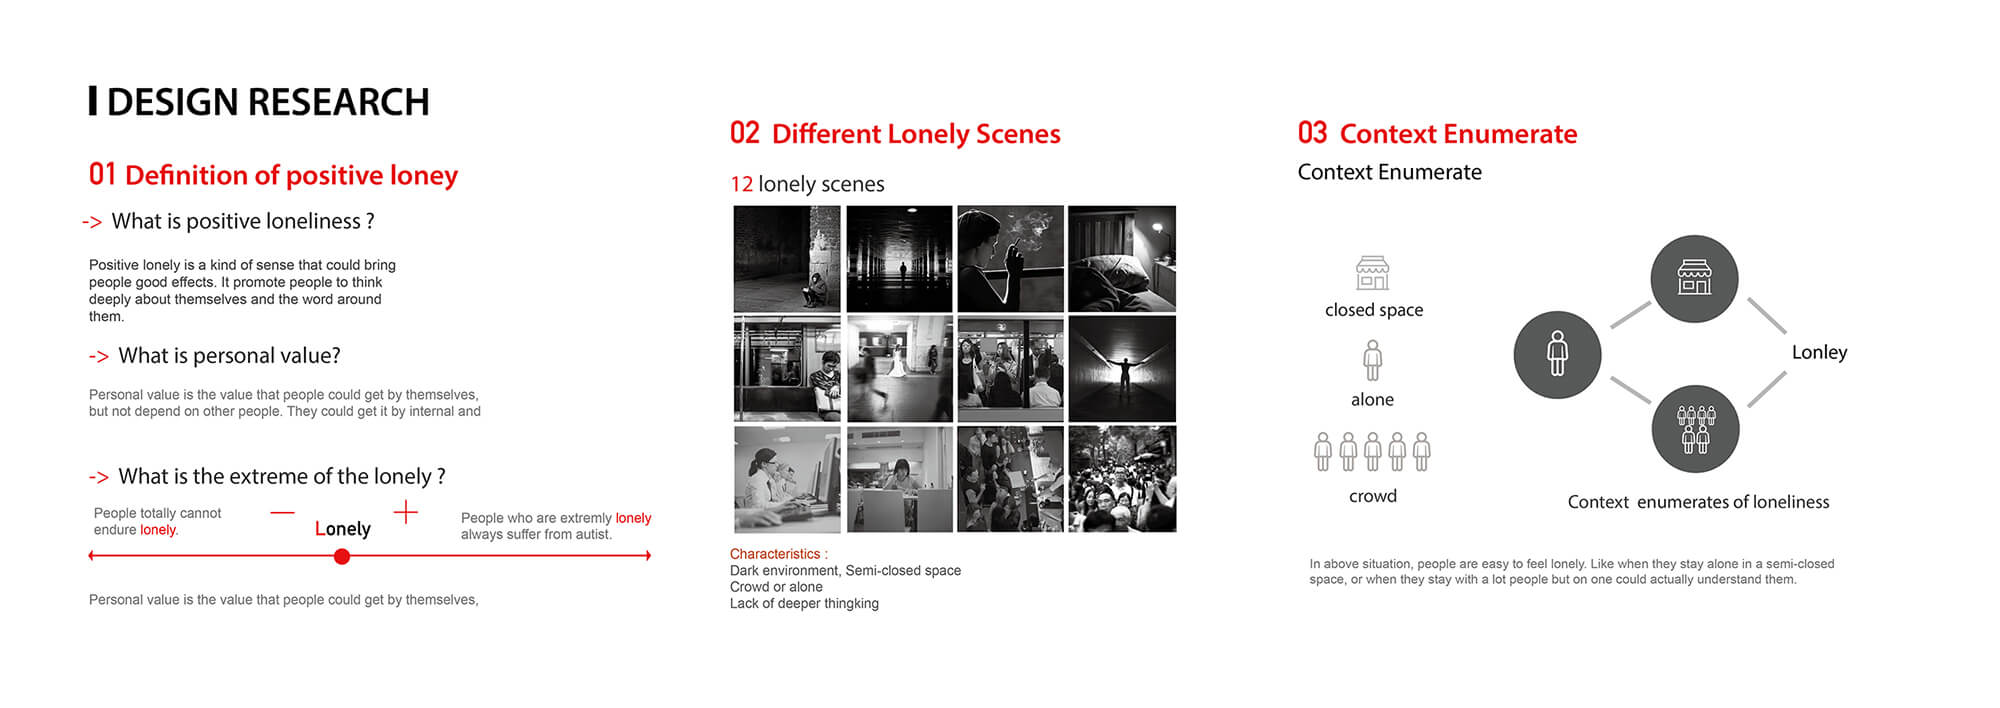 DESIGN RESEARCH
01 Definition of positive loney
-> What is positive loneliness ?
Positive lonely is a kind of sense that could bring
people good effects. It promote people to think
deeply about themselves and the word around
them.
-> What is personal value?
Personal value is the value that people could get by themselves,
but not depend on other people. They could get it by internal and
-> What is the extreme of the lonely ?
People totally cannot
endure lonely.
— Lonely +
People who are extremly lonely
always suffer from autist.
Personal value is the value that people could get by themselves,
02 Different Lonely Scenes
12 lonely scenes
Characteristics :
Dark environment, Semi-closed space
Crowd or alone
Lack of deeper thingking
03 Context Enumerate
Context Enumerate
closed space
alone
crowd
Lonley
Context enumerates of loneliness
In above situation, people are easy to feel lonely. Like when they stay alone in a semi-closed
space, or when they stay with a lot people but on one could actually understand them.